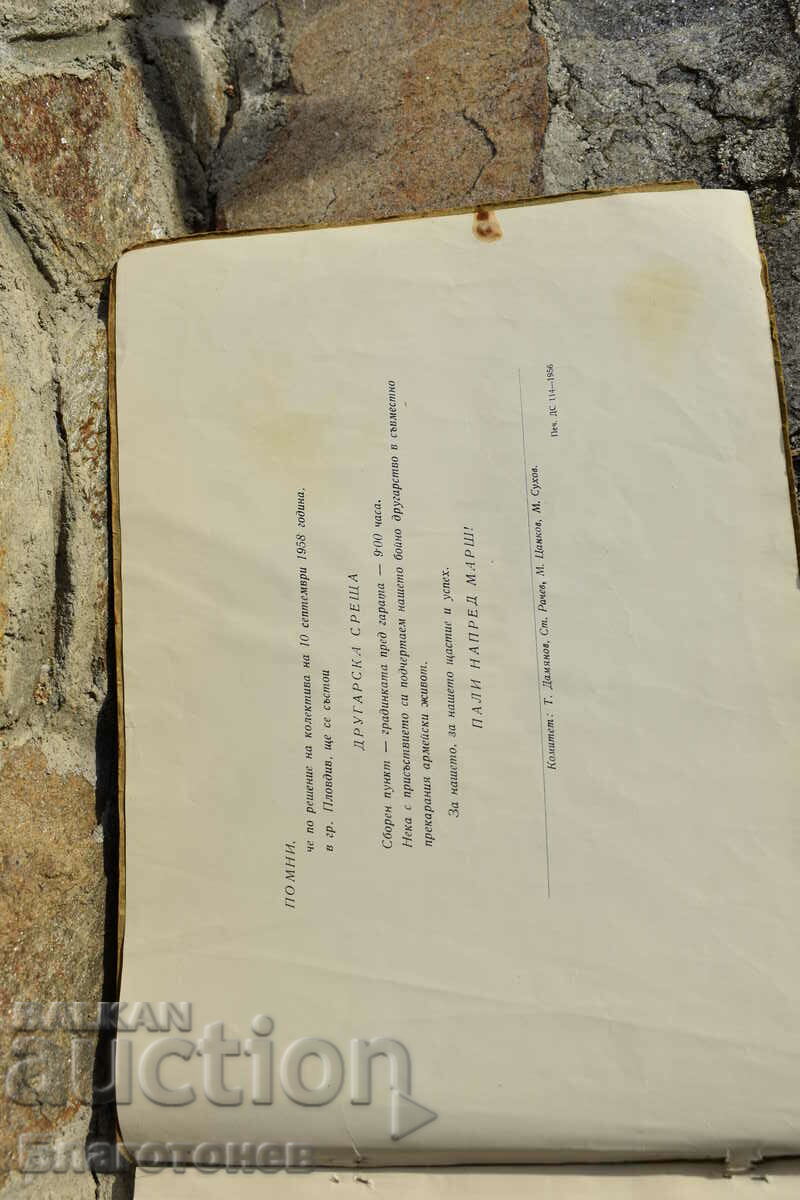 ПОМНИ,
че по решение на колектива на 10 септември 1958 година,
в гр. Пловдив, ще се състои
ДРУГАРСКА СРЕЩА
Сборен пункт — градинката пред гарата — 9·00 часа.
Нека с присъствието си подчертаем нашето бойно другарство в съвместно
прекарания армейски живот.
За нашето, за нашето щастие и успех.
ПАЛИ НАПРЕД МАРШ!
Комитет: Т. Дамянов, Ст. Рачев, М. Цанков, М. Сухов.
Печ. ДС 114—1956
BALKAN
auction
Благотонев